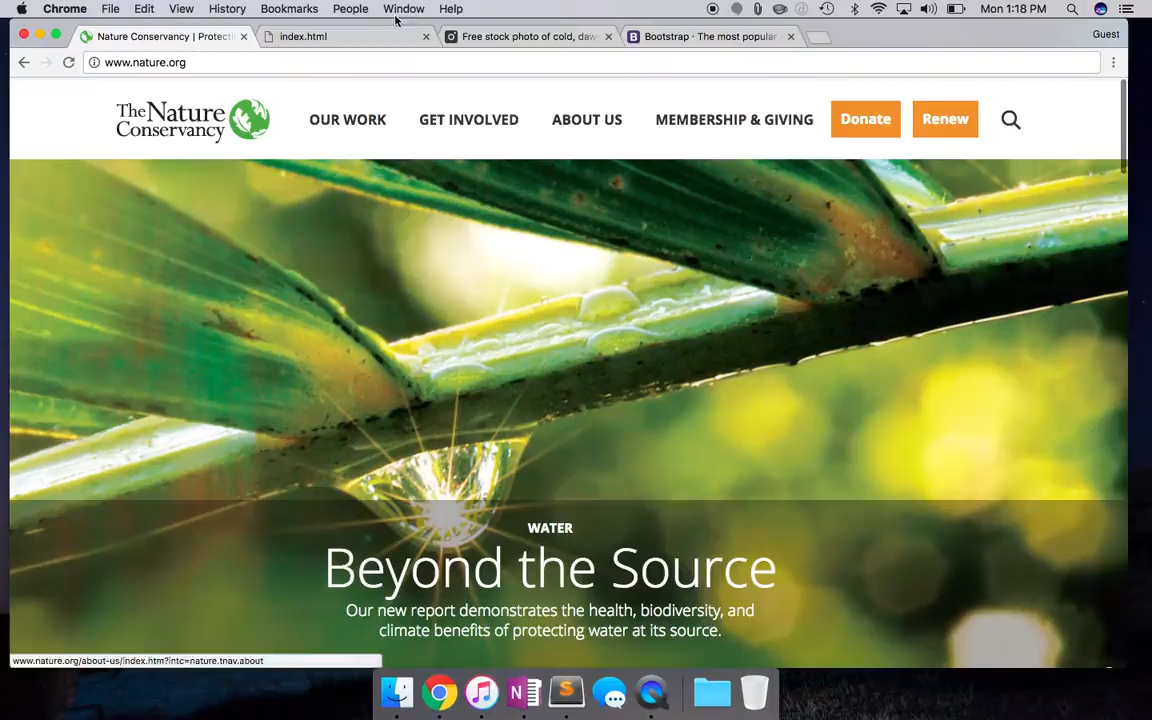 Chrome File Edit View History Bookmarks People Window Help Mon 1:18 PM
Nature Conservancy | Protecti index.html Free stock photo of cold, daw Bootstrap · The most popular Guest
www.nature.org
The Nature Conservancy
OUR WORK GET INVOLVED ABOUT US MEMBERSHIP & GIVING Donate Renew
WATER
Beyond the Source
Our new report demonstrates the health, biodiversity, and
climate benefits of protecting water at its source.
www.nature.org/about-us/index.htm?intc=nature.tnav.about